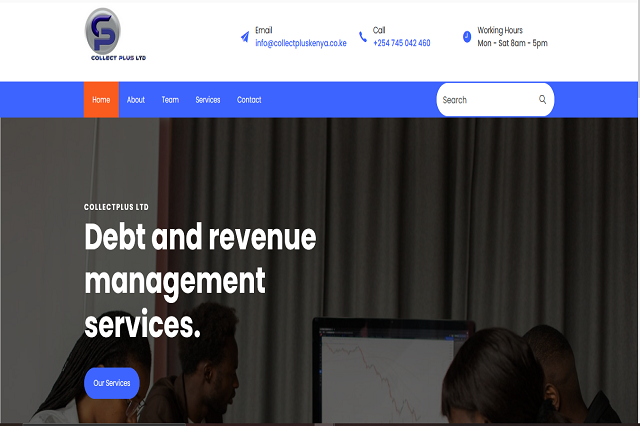 CP
COLLECT PLUS LTD
Email
info@collectpluskenya.co.ke
Call
+254 745 042 460
Working Hours
Mon - Sat 8am - 5pm
Home
About
Team
Services
Contact
Search
COLLECTPLUS LTD
Debt and revenue
management
services.
Our Services